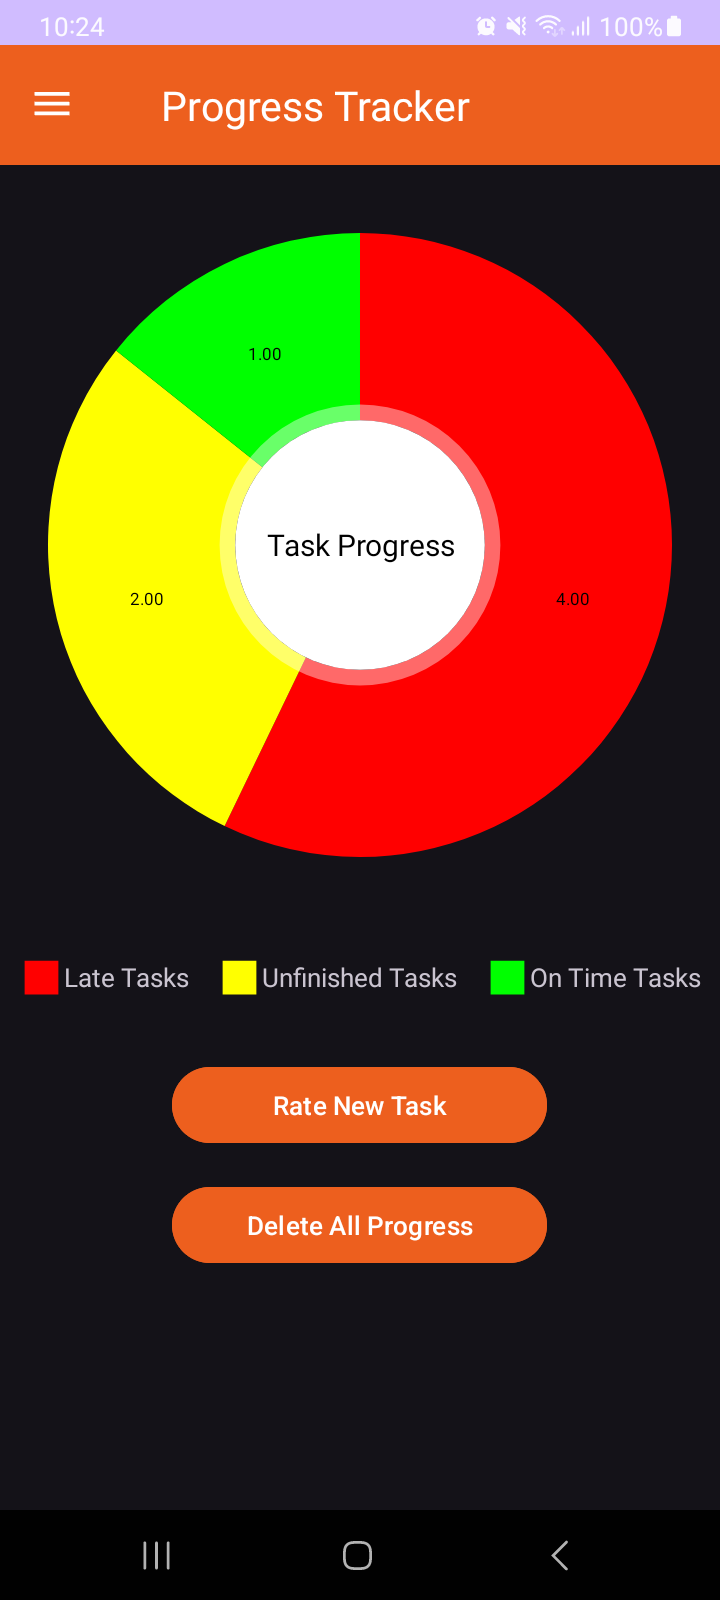 10:24 100%
Progress Tracker
1.00
Task Progress
2.00 4.00
Late Tasks Unfinished Tasks On Time Tasks
Rate New Task
Delete All Progress